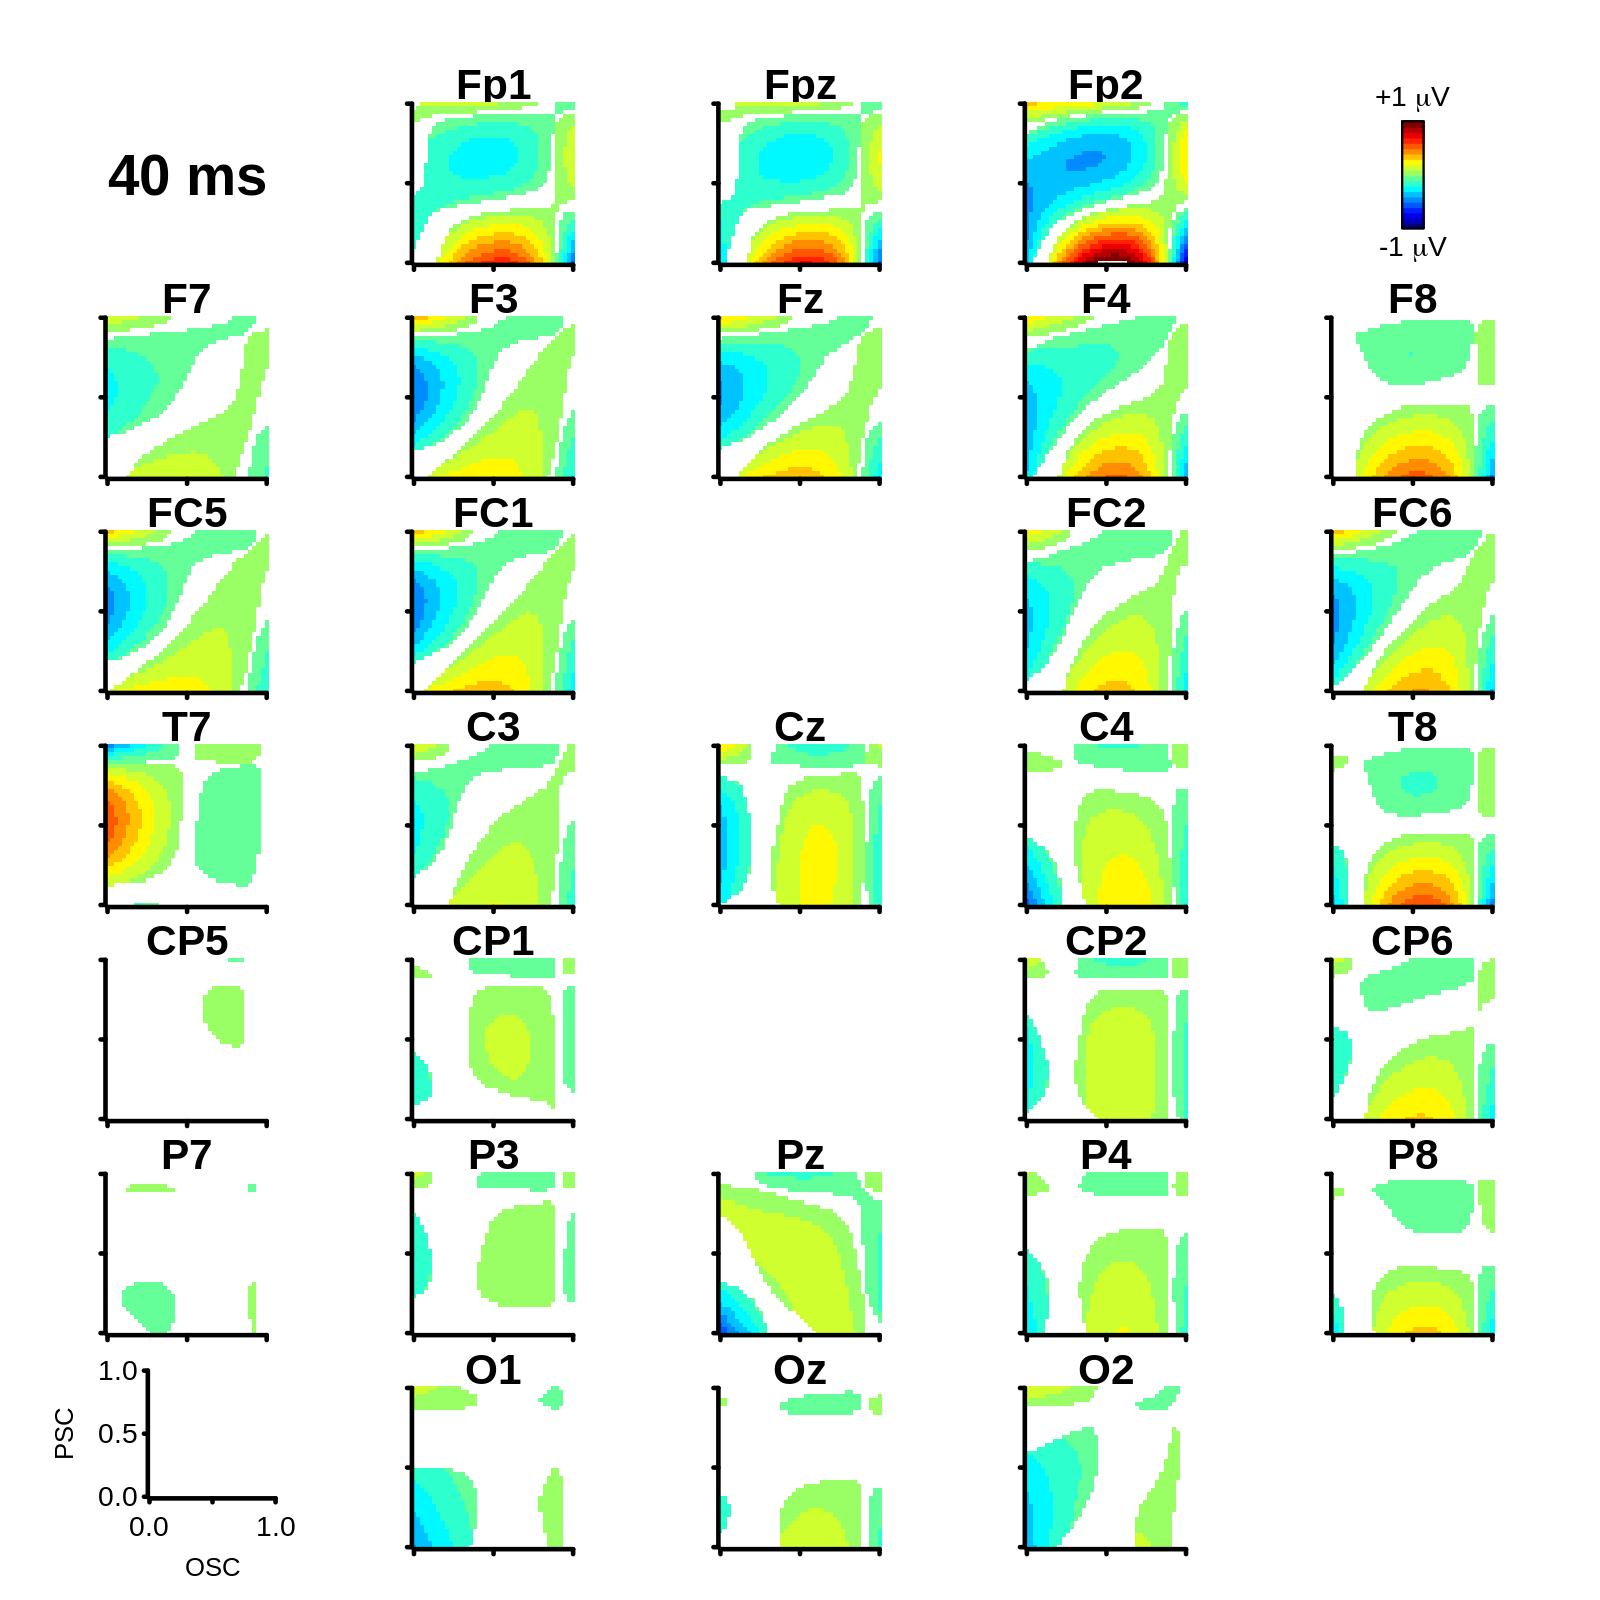 Fp1 Fpz Fp2
+1 μV
40 ms
-1 μV
F7 F3 Fz F4 F8
FC5 FC1 FC2 FC6
T7 C3 Cz C4 T8
CP5 CP1 CP2 CP6
P7 P3 Pz P4 P8
O1 Oz O2
1.0
PSC
0.5
0.0
0.0 1.0
OSC